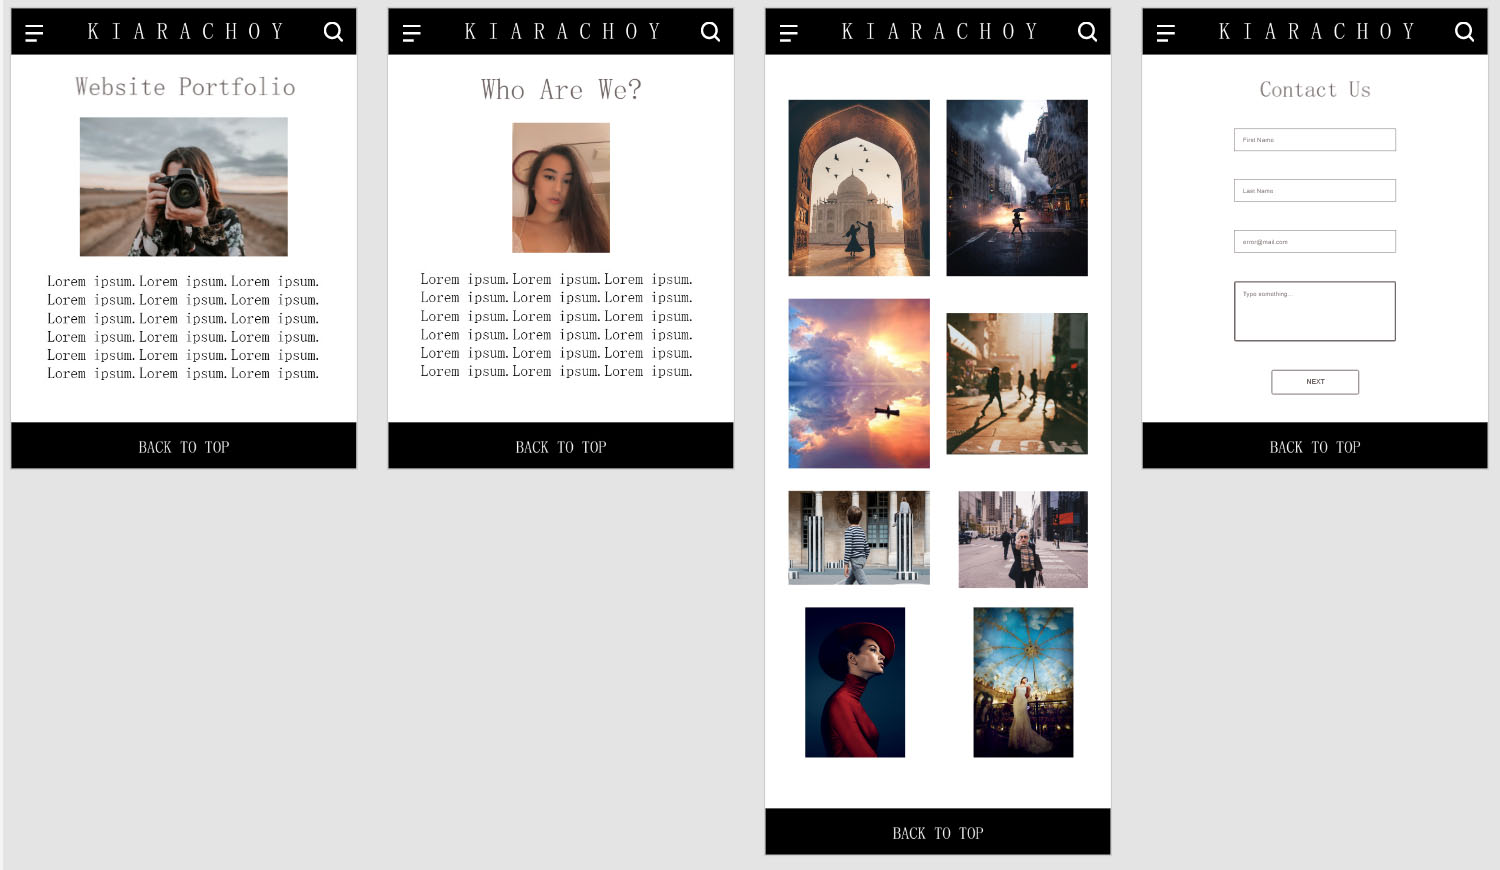 KIARACHOY
Website Portfolio
Lorem ipsum. Lorem ipsum. Lorem ipsum.
Lorem ipsum. Lorem ipsum. Lorem ipsum.
Lorem ipsum. Lorem ipsum. Lorem ipsum.
Lorem ipsum. Lorem ipsum. Lorem ipsum.
Lorem ipsum. Lorem ipsum. Lorem ipsum.
Lorem ipsum. Lorem ipsum. Lorem ipsum.
BACK TO TOP
KIARACHOY
Who Are We?
Lorem ipsum. Lorem ipsum. Lorem ipsum.
Lorem ipsum. Lorem ipsum. Lorem ipsum.
Lorem ipsum. Lorem ipsum. Lorem ipsum.
Lorem ipsum. Lorem ipsum. Lorem ipsum.
Lorem ipsum. Lorem ipsum. Lorem ipsum.
Lorem ipsum. Lorem ipsum. Lorem ipsum.
BACK TO TOP
KIARACHOY
LOW
BACK TO TOP
KIARACHOY
Contact Us
First Name
Last Name
error@mail.com
Type something...
NEXT
BACK TO TOP